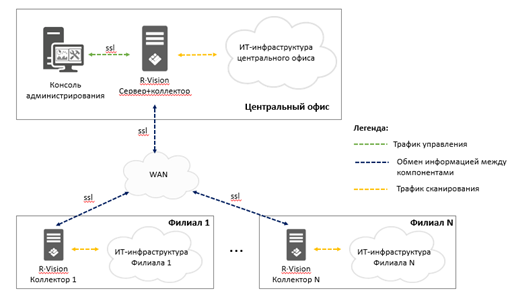 ssl
ИТ-инфраструктура
центрального офиса
Консоль
администрирования
R-Vision
Сервер+коллектор
Центральный офис
ssl
Легенда:
Трафик управления
Обмен информацией между
компонентами
Трафик сканирования
WAN
ssl
ssl
Филиал 1
Филиал N
ИТ-инфраструктура
Филиала 1
...
ИТ-инфраструктура
Филиала N
R-Vision
Коллектор 1
R-Vision
Коллектор N